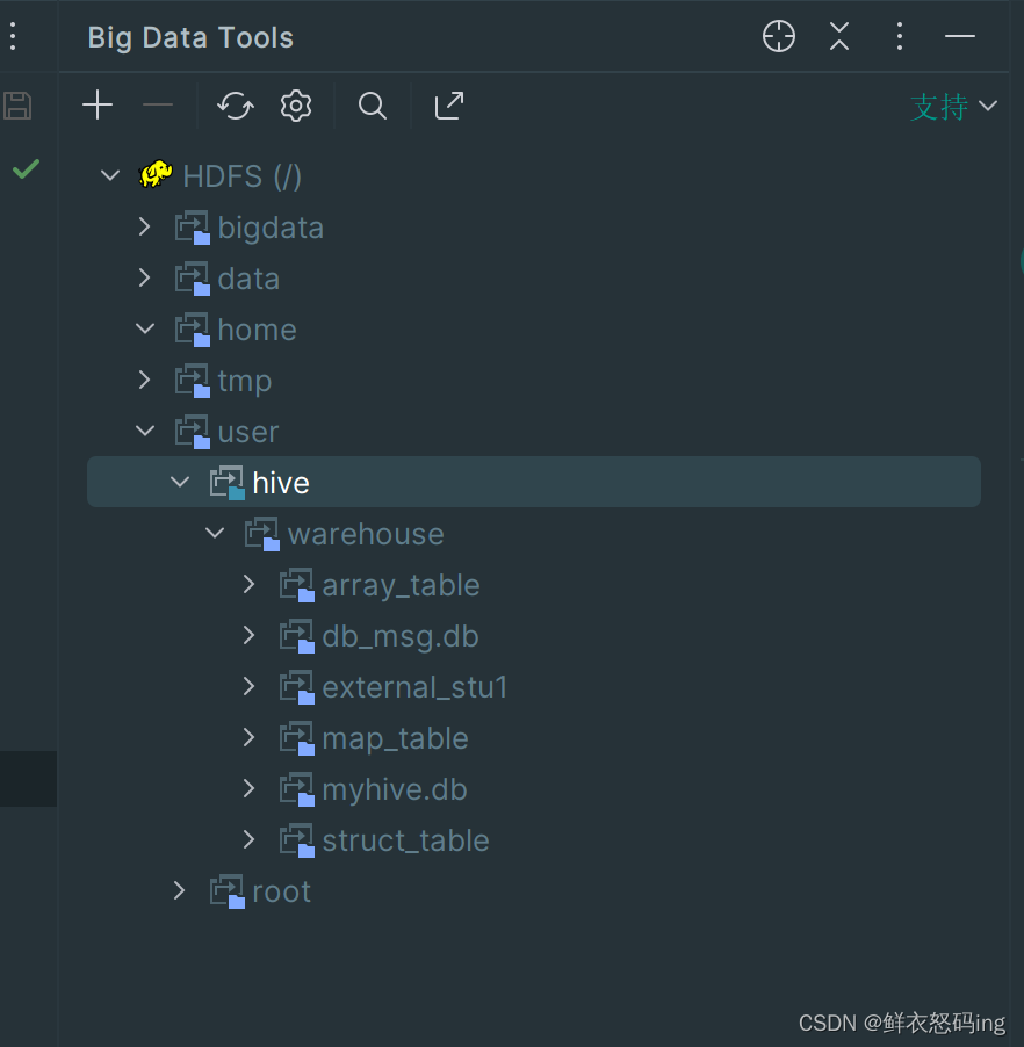 Big Data Tools
支持
HDFS (/)
bigdata
data
home
tmp
user
hive
warehouse
array_table
db_msg.db
external_stu1
map_table
myhive.db
struct_table
root
CSDN @鲜衣怒码ing